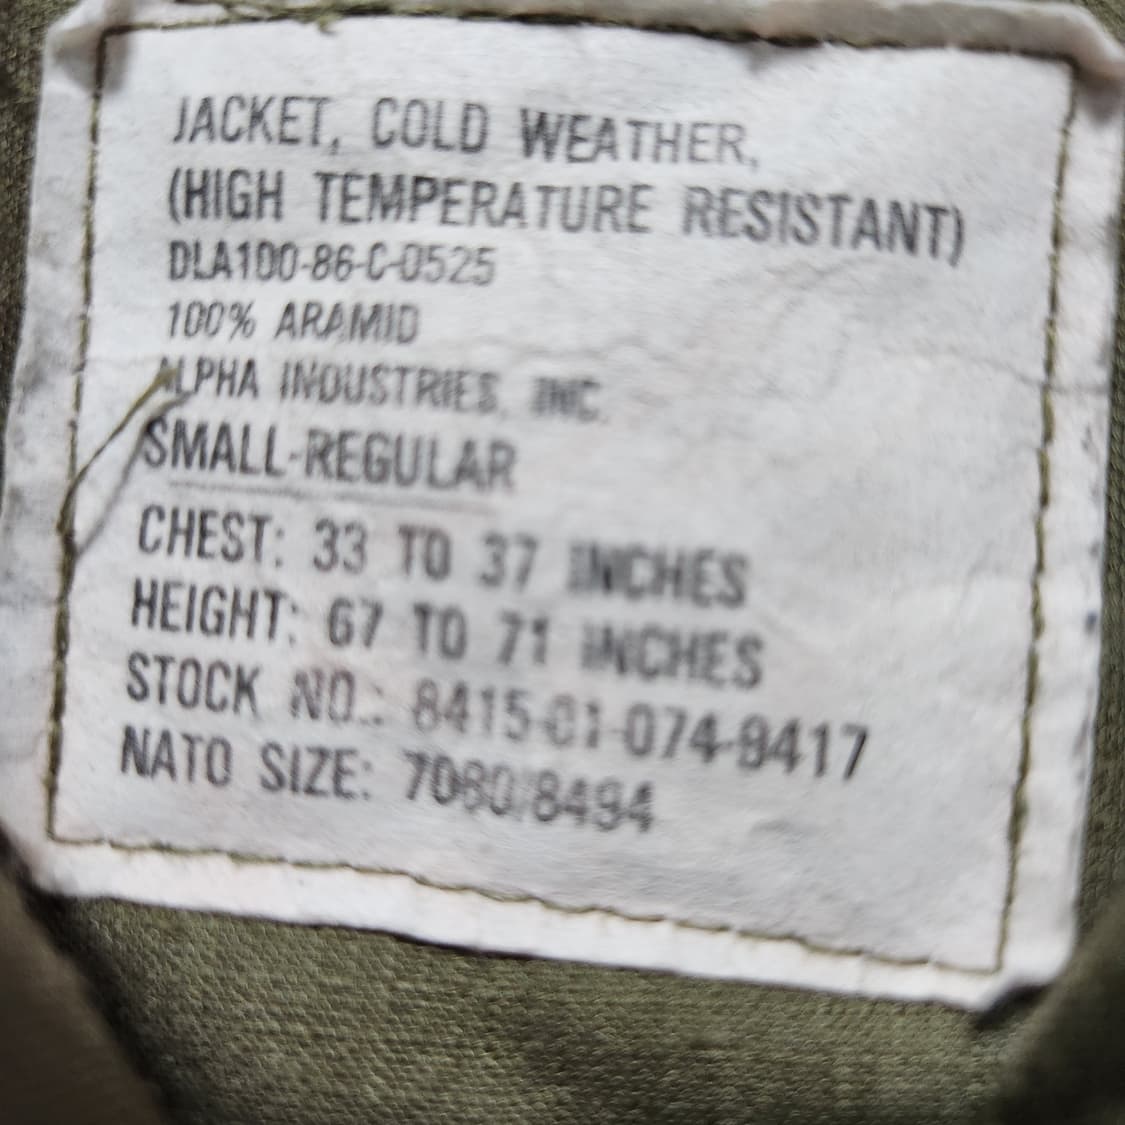 JACKET, COLD WEATHER,
(HIGH TEMPERATURE RESISTANT)
DLA100-86-C-0525
100% ARAMID
ALPHA INDUSTRIES, INC.
SMALL-REGULAR
CHEST: 33 TO 37 INCHES
HEIGHT: 67 TO 71 INCHES
STOCK NO.: 8415-01-074-9417
NATO SIZE: 7080/8494